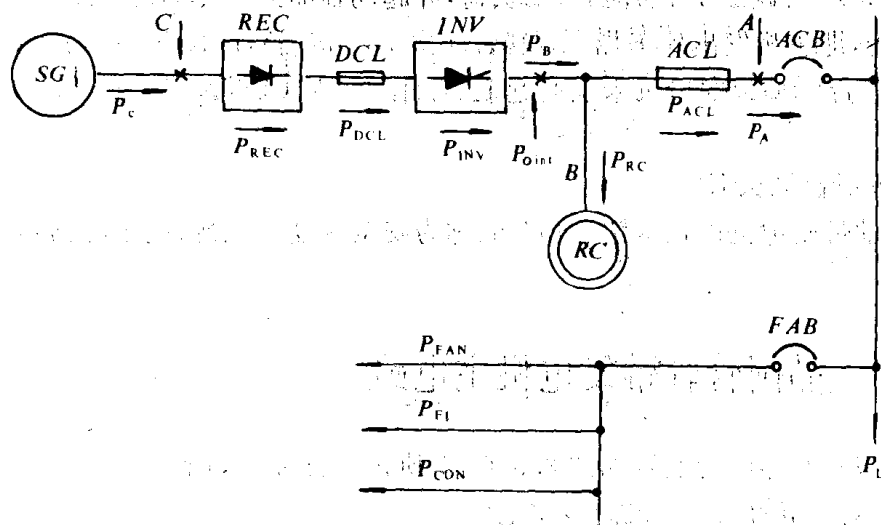 C REC DCL INV A ACL ACB
SG
P_B
P_c P_REC P_DCL P_INV P_Oint P_ACL P_A
B P_RC
RC
FAB
P_FAN
P_F1
P_CON
P_L